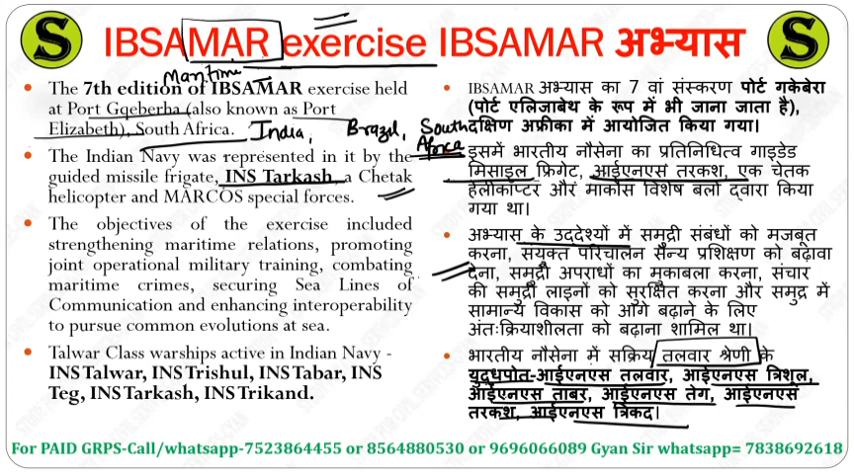 S IBSAMAR exercise IBSAMAR अभ्यास S
Maritime
• The 7th edition of IBSAMAR exercise held
at Port Gqeberha (also known as Port
Elizabeth), South Africa.
India, Brazil, South Africa
• The Indian Navy was represented in it by the
guided missile frigate, INS Tarkash, a Chetak
helicopter and MARCOS special forces.
• The objectives of the exercise included
strengthening maritime relations, promoting
joint operational military training, combating
maritime crimes, securing Sea Lines of
Communication and enhancing interoperability
to pursue common evolutions at sea.
• Talwar Class warships active in Indian Navy -
INS Talwar, INS Trishul, INS Tabar, INS
Teg, INS Tarkash, INS Trikand.
• IBSAMAR अभ्यास का 7 वां संस्करण पोर्ट गकेबेरा
(पोर्ट एलिजाबेथ के रूप में भी जाना जाता है),
दक्षिण अफ्रीका में आयोजित किया गया।
• इसमें भारतीय नौसेना का प्रतिनिधित्व गाइडेड
मिसाइल फ्रिगेट, आईएनएस तरकश, एक चेतक
हेलीकॉप्टर और मार्कोस विशेष बलों द्वारा किया
गया था।
• अभ्यास के उद्देश्यों में समुद्री संबंधों को मजबूत
करना, संयुक्त परिचालन सैन्य प्रशिक्षण को बढ़ावा
देना, समुद्री अपराधों का मुकाबला करना, संचार
की समुद्री लाइनों को सुरक्षित करना और समुद्र में
सामान्य विकास को आगे बढ़ाने के लिए
अंतःक्रियाशीलता को बढ़ाना शामिल था।
• भारतीय नौसेना में सक्रिय तलवार श्रेणी के
युद्धपोत-आईएनएस तलवार, आईएनएस त्रिशूल,
आईएनएस ताबर, आईएनएस तेग, आईएनएस
तरकश, आईएनएस त्रिकंद।
For PAID GRPS-Call/whatsapp-7523864455 or 8564880530 or 9696066089 Gyan Sir whatsapp= 7838692618